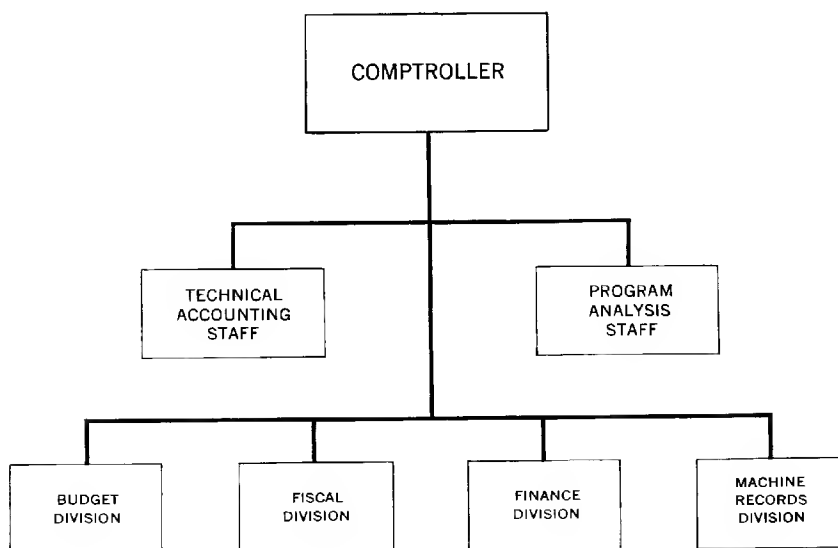 COMPTROLLER
TECHNICAL
ACCOUNTING
STAFF
PROGRAM
ANALYSIS
STAFF
BUDGET
DIVISION
FISCAL
DIVISION
FINANCE
DIVISION
MACHINE
RECORDS
DIVISION